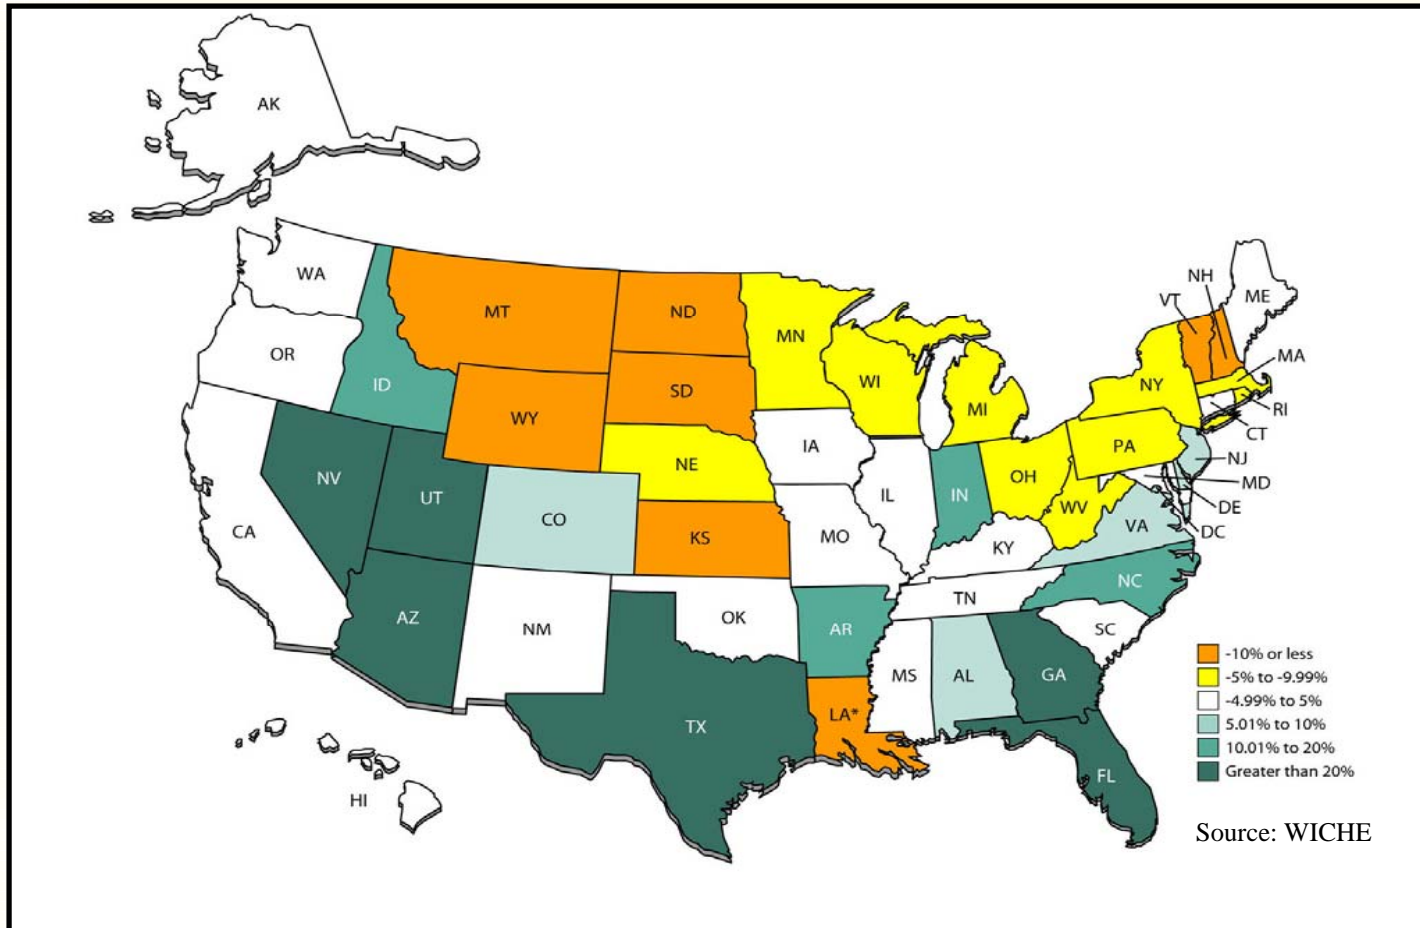 AK
WA
MT
ND
MN
VT
NH
ME
OR
ID
SD
WI
MI
NY
MA
RI
WY
IA
NE
PA
CT
NJ
NV
UT
CO
IL
IN
OH
WV
MD
DE
DC
CA
KS
MO
KY
VA
AZ
NM
OK
AR
TN
NC
SC
TX
LA*
MS
AL
GA
FL
HI
-10% or less
-5% to -9.99%
-4.99% to 5%
5.01% to 10%
10.01% to 20%
Greater than 20%
Source: WICHE